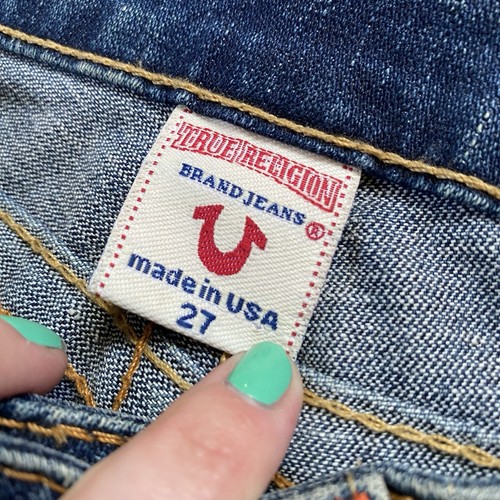 TRUE RELIGION
BRAND JEANS
®
made in USA
27